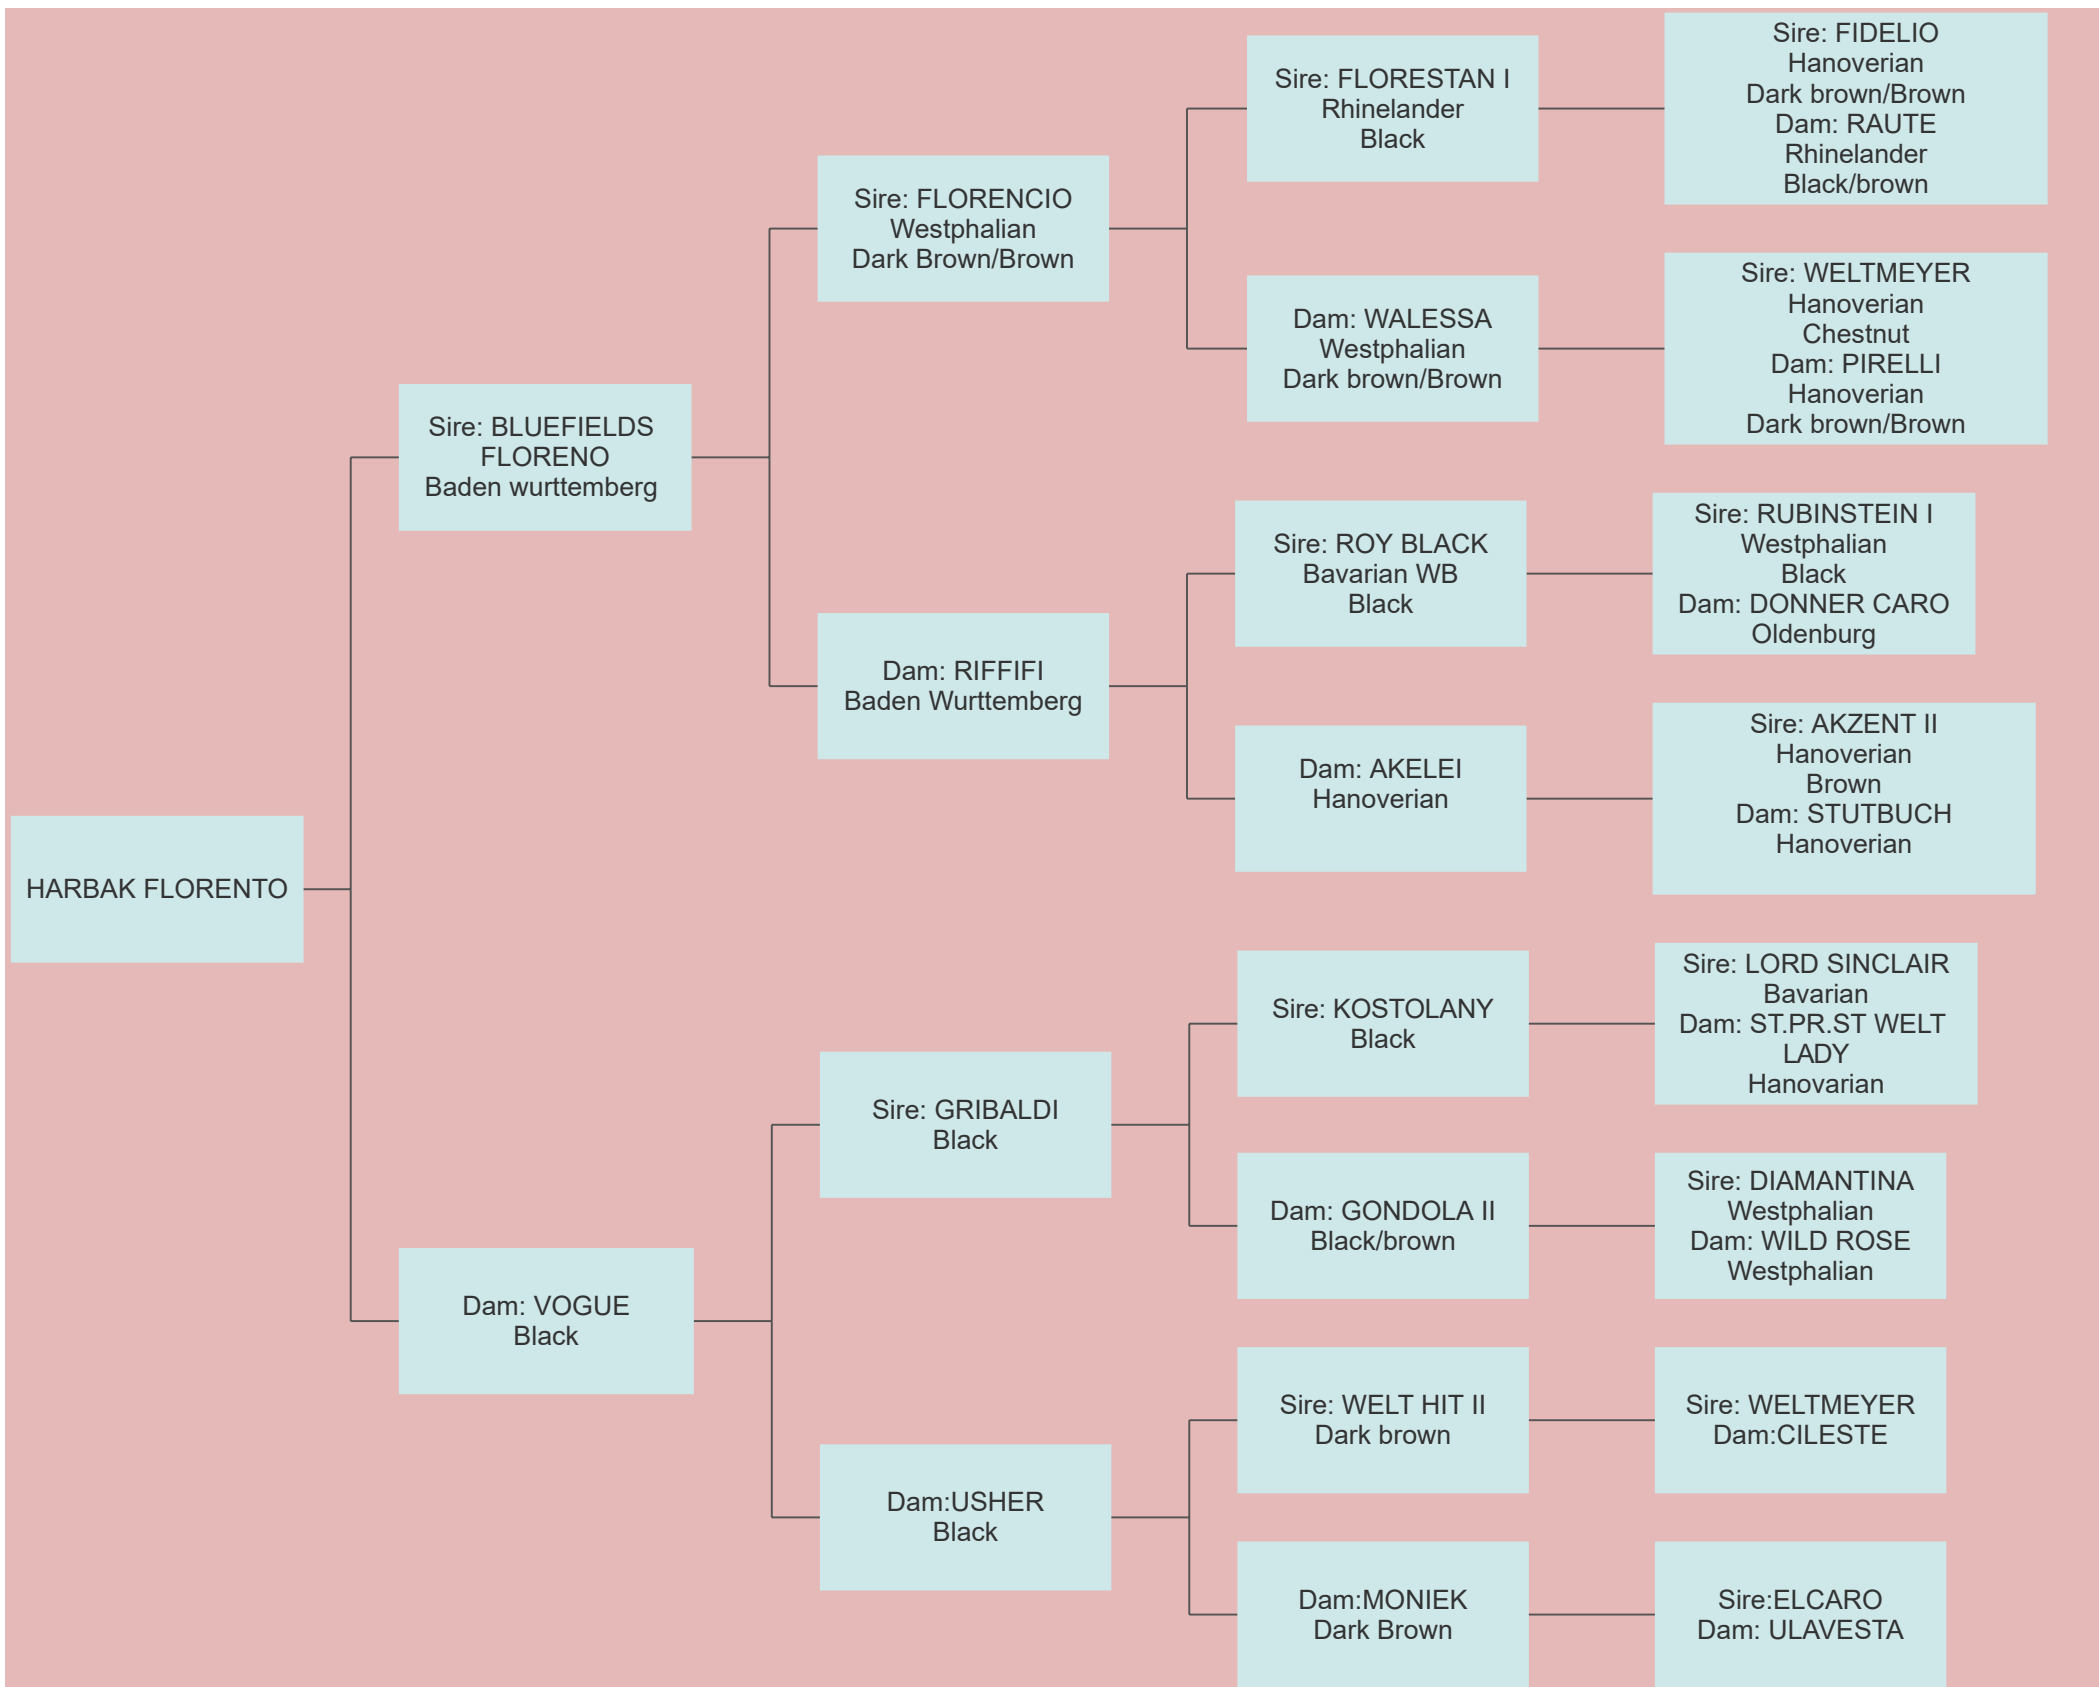 HARBAK FLORENTO
Sire: BLUEFIELDS
FLORENO
Baden wurttemberg
Dam: VOGUE
Black
Sire: FLORENCIO
Westphalian
Dark Brown/Brown
Dam: RIFFIFI
Baden Wurttemberg
Sire: GRIBALDI
Black
Dam:USHER
Black
Sire: FLORESTAN I
Rhinelander
Black
Dam: WALESSA
Westphalian
Dark brown/Brown
Sire: ROY BLACK
Bavarian WB
Black
Dam: AKELEI
Hanoverian
Sire: KOSTOLANY
Black
Dam: GONDOLA II
Black/brown
Sire: WELT HIT II
Dark brown
Dam:MONIEK
Dark Brown
Sire: FIDELIO
Hanoverian
Dark brown/Brown
Dam: RAUTE
Rhinelander
Black/brown
Sire: WELTMEYER
Hanoverian
Chestnut
Dam: PIRELLI
Hanoverian
Dark brown/Brown
Sire: RUBINSTEIN I
Westphalian
Black
Dam: DONNER CARO
Oldenburg
Sire: AKZENT II
Hanoverian
Brown
Dam: STUTBUCH
Hanoverian
Sire: LORD SINCLAIR
Bavarian
Dam: ST.PR.ST WELT
LADY
Hanovarian
Sire: DIAMANTINA
Westphalian
Dam: WILD ROSE
Westphalian
Sire: WELTMEYER
Dam:CILESTE
Sire:ELCARO
Dam: ULAVESTA